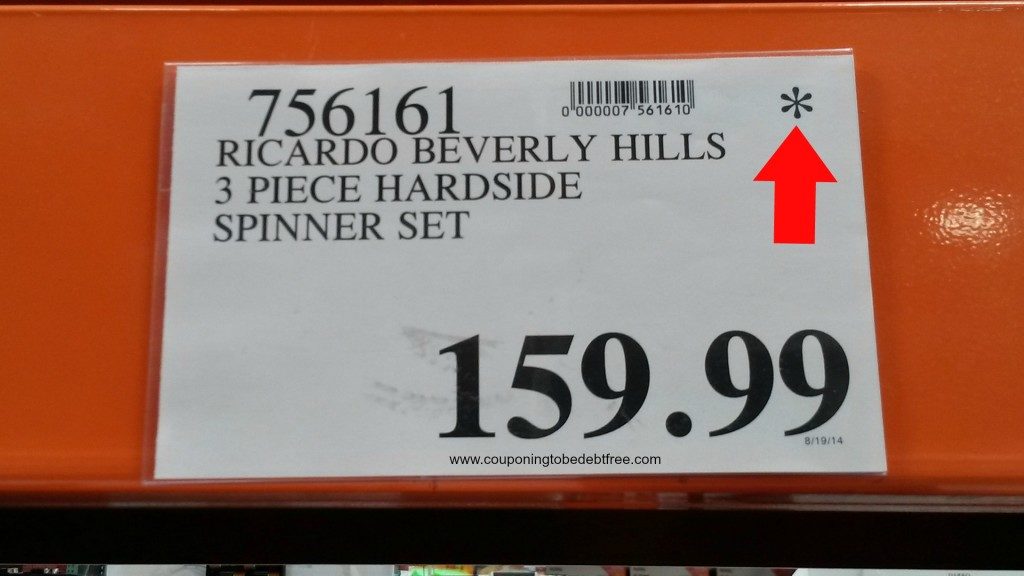 756161
0 000007 561610
*
RICARDO BEVERLY HILLS
3 PIECE HARDSIDE
SPINNER SET
159.99
8/19/14
www.couponingtobedebtfree.com